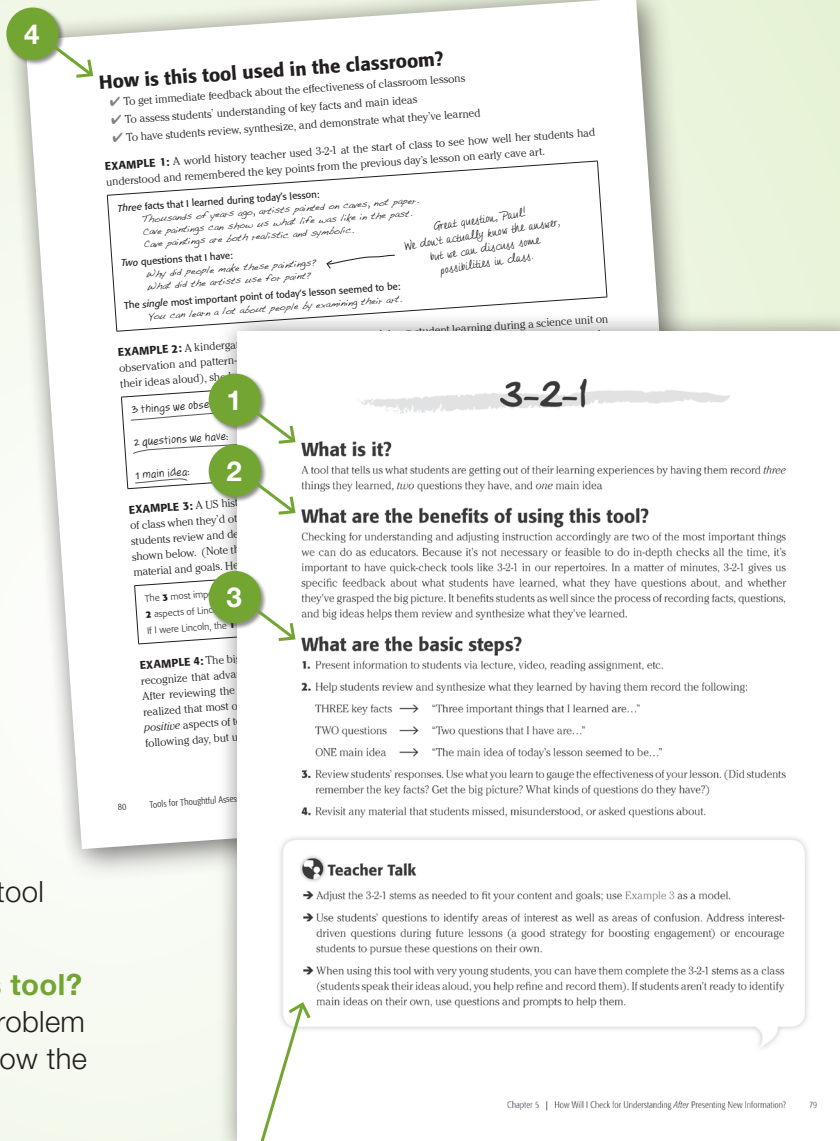 4
How is this tool used in the classroom?
✔ To get immediate feedback about the effectiveness of classroom lessons
✔ To assess students' understanding of key facts and main ideas
✔ To have students review, synthesize, and demonstrate what they've learned
EXAMPLE 1: A world history teacher used 3-2-1 at the start of class to see how well her students had
understood and remembered the key points from the previous day's lesson on early cave art.
Three facts that I learned during today's lesson:
Thousands of years ago, artists painted on caves, not paper.
Cave paintings can show us what life was like in the past.
Cave paintings are both realistic and symbolic.
Two questions that I have:
Why did people make these paintings?
What did the artists use for paint?
The single most important point of today's lesson seemed to be:
You can learn a lot about people by examining their art.
Great question, Paul!
We don't actually know the answer,
but we can discuss some
possibilities in class.
EXAMPLE 2: A student learning during a science unit on
observation and
their ideas aloud),
3 things we
2 questions we have:
1 main idea:
EXAMPLE 3: A US
of class when they'd
students review and
shown below. (Note
material and goals.
The 3 most
2 aspects of
If I were Lincoln, the
EXAMPLE 4: The
recognize that
After reviewing the
realized that most
positive aspects of
following day, but
80 Tools for Thoughtful
1
2
3
3-2-1
What is it?
A tool that tells us what students are getting out of their learning experiences by having them record three
things they learned, two questions they have, and one main idea
What are the benefits of using this tool?
Checking for understanding and adjusting instruction accordingly are two of the most important things
we can do as educators. Because it's not necessary or feasible to do in-depth checks all the time, it's
important to have quick-check tools like 3-2-1 in our repertoires. In a matter of minutes, 3-2-1 gives us
specific feedback about what students have learned, what they have questions about, and whether
they've grasped the big picture. It benefits students as well since the process of recording facts, questions,
and big ideas helps them review and synthesize what they've learned.
What are the basic steps?
1. Present information to students via lecture, video, reading assignment, etc.
2. Help students review and synthesize what they learned by having them record the following:
THREE key facts → "Three important things that I learned are…"
TWO questions → "Two questions that I have are…"
ONE main idea → "The main idea of today's lesson seemed to be…"
3. Review students' responses. Use what you learn to gauge the effectiveness of your lesson. (Did students
remember the key facts? Get the big picture? What kinds of questions do they have?)
4. Revisit any material that students missed, misunderstood, or asked questions about.
Teacher Talk
➔ Adjust the 3-2-1 stems as needed to fit your content and goals; use Example 3 as a model.
➔ Use students' questions to identify areas of interest as well as areas of confusion. Address interest-
driven questions during future lessons (a good strategy for boosting engagement) or encourage
students to pursue these questions on their own.
➔ When using this tool with very young students, you can have them complete the 3-2-1 stems as a class
(students speak their ideas aloud, you help refine and record them). If students aren't ready to identify
main ideas on their own, use questions and prompts to help them.
Chapter 5 | How Will I Check for Understanding After Presenting New Information? 79
tool
tool?
the